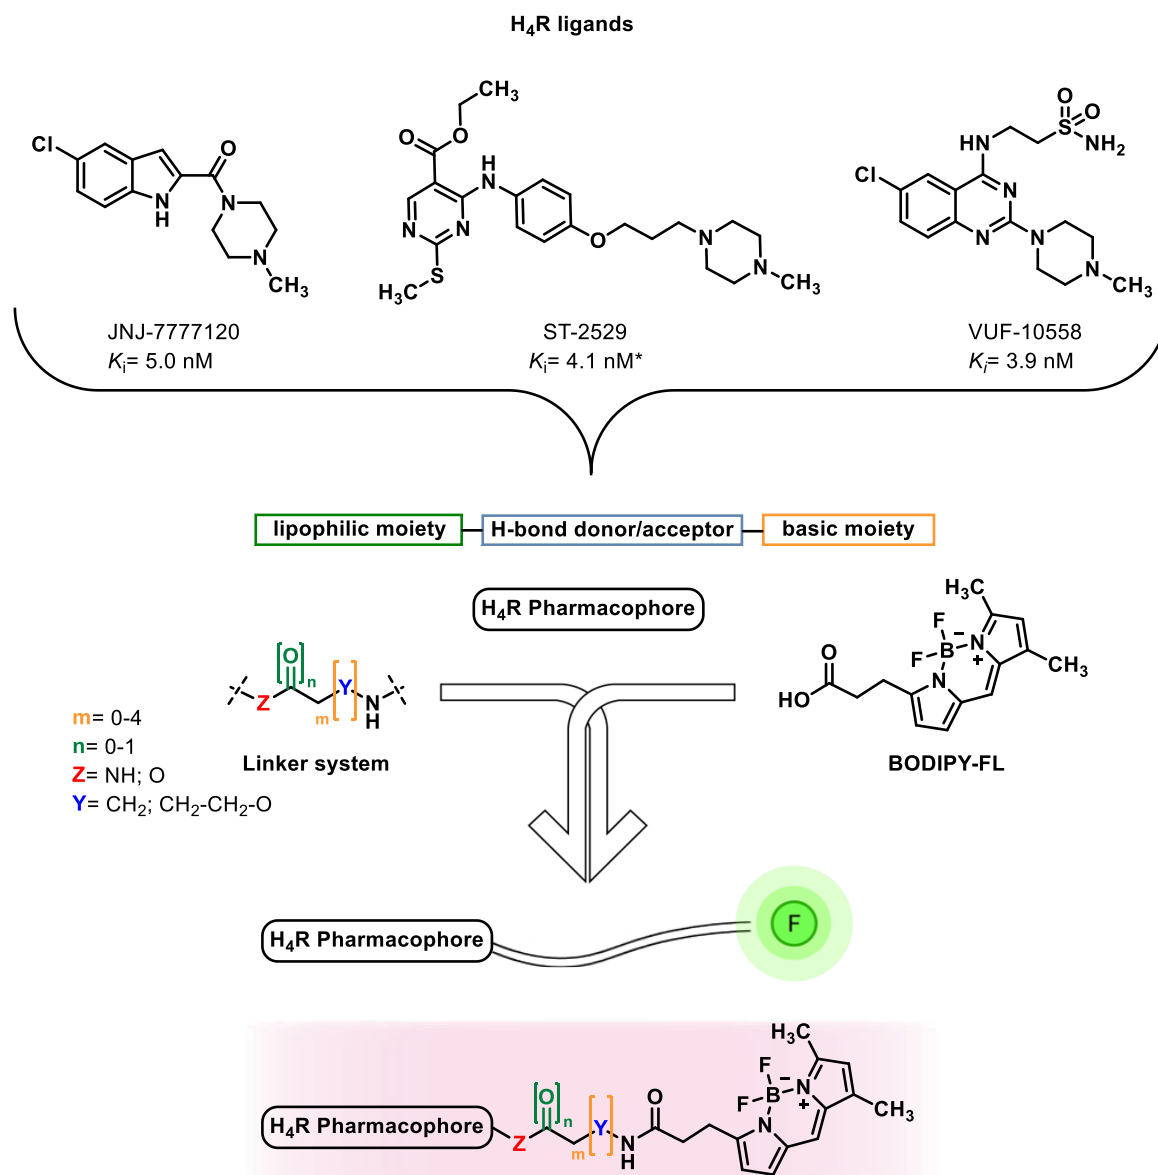 H₄R ligands
Cl
N
H
O
N
N
CH₃
CH₃
O
O
H
N
N
N
S
H₃C
O
N
N
CH₃
O
S
O
NH₂
HN
Cl
N
N
N
N
CH₃
JNJ-7777120
Kᵢ= 5.0 nM
ST-2529
Kᵢ= 4.1 nM*
VUF-10558
Kᵢ= 3.9 nM
lipophilic moiety
H-bond donor/acceptor
basic moiety
H₄R Pharmacophore
O
n
Z
Y
m
N
H
m= 0-4
n= 0-1
Z= NH; O
Y= CH₂; CH₂-CH₂-O
Linker system
H₃C
F
F
B
−
N
+
N
CH₃
O
HO
BODIPY-FL
H₄R Pharmacophore
F
H₄R Pharmacophore
Z
O
n
Y
m
N
H
O
H₃C
F
F
B
−
N
+
N
CH₃